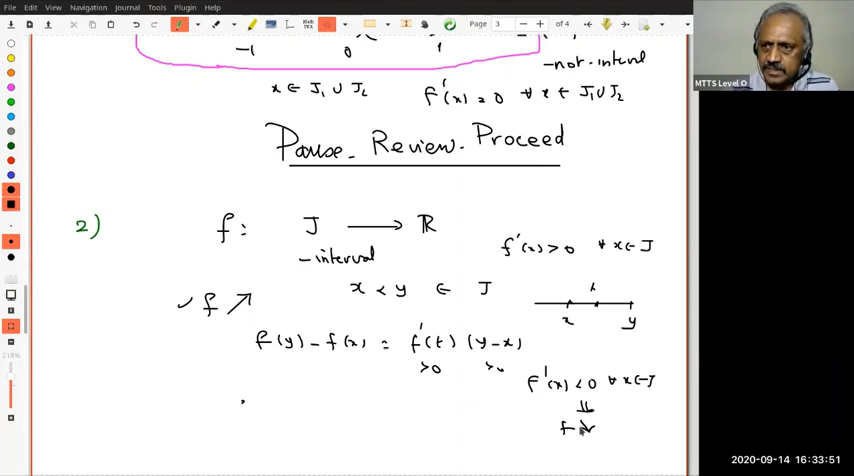 File Edit View Navigation Journal Tools Plugin Help
Page 3 of 4
-1 0 1
-not-interval
x ∈ J₁ ∪ J₂ f'(x) = 0 ∀ x ∈ J₁ ∪ J₂
MTTS Level O
Pause - Review - Proceed
2) f: J ⟶ ℝ
-interval
f'(x) > 0 ∀ x ∈ J
x < y ∈ J
✓ f ↗
x y
f(y) - f(x) = f'(t) (y-x)
>0 >0
f'(x) < 0 ∀ x ∈ J
⇓
f ↘
218%
2020-09-14 16:33:51